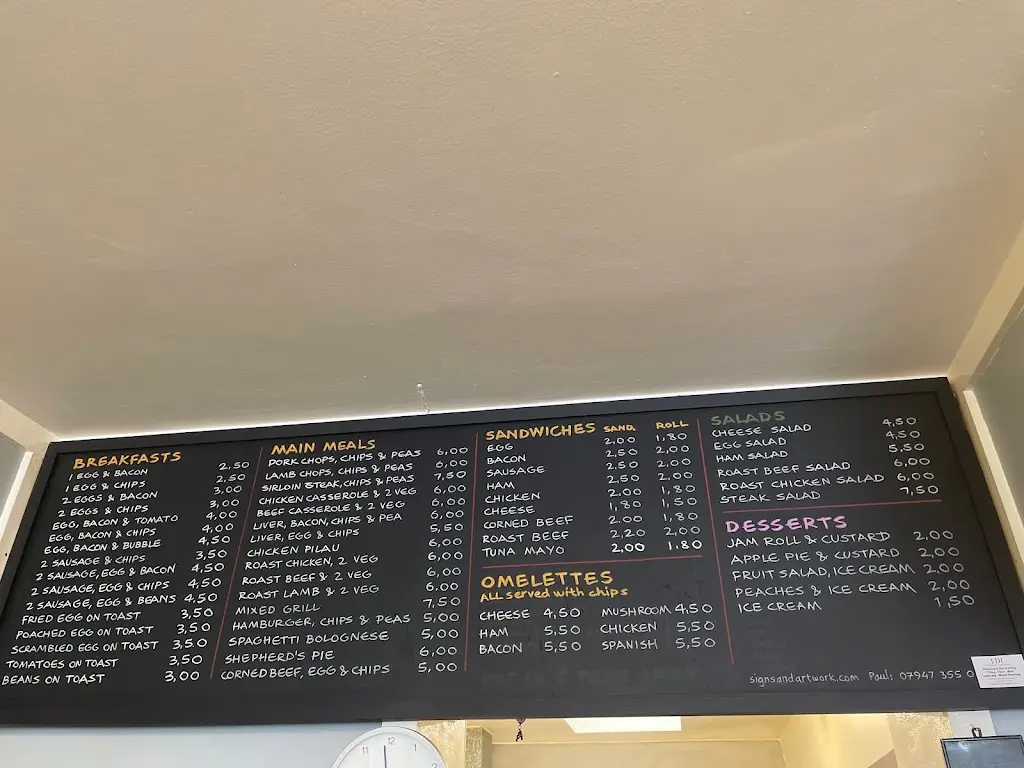 BREAKFASTS
1 EGG & BACON 2,50
1 EGG & CHIPS 2,50
2 EGGS & BACON 3,00
2 EGGS & CHIPS 3,00
EGG, BACON & TOMATO 4,00
EGG, BACON & CHIPS 4,00
EGG, BACON & BUBBLE 4,50
2 SAUSAGE & CHIPS 3,50
2 SAUSAGE, EGG & BACON 4,50
2 SAUSAGE, EGG & CHIPS 4,50
2 SAUSAGE, EGG & BEANS 4,50
FRIED EGG ON TOAST 3,50
POACHED EGG ON TOAST 3,50
SCRAMBLED EGG ON TOAST 3.50
TOMATOES ON TOAST 3,50
BEANS ON TOAST 3,00
MAIN MEALS
PORK CHOPS, CHIPS & PEAS 6,00
LAMB CHOPS, CHIPS & PEAS 6,00
SIRLOIN STEAK, CHIPS & PEAS 7,50
CHICKEN CASSEROLE & 2 VEG 6,00
BEEF CASSEROLE & 2 VEG 6,00
LIVER, BACON, CHIPS & PEA 6,00
LIVER, EGG & CHIPS 5,50
CHICKEN PILAU 6,00
ROAST CHICKEN, 2 VEG 6,00
ROAST BEEF & 2 VEG 6,00
ROAST LAMB & 2 VEG 6.00
MIXED GRILL 7,50
HAMBURGER, CHIPS & PEAS 5,00
SPAGHETTI BOLOGNESE 5,00
SHEPHERD'S PIE 6,00
CORNED BEEF, EGG & CHIPS 5,00
SANDWICHES SAND. ROLL
EGG 2,00 1,80
BACON 2,50 2,00
SAUSAGE 2,50 2,00
HAM 2,50 2,00
CHICKEN 2,00 1,80
CHEESE 1,80 1,50
CORNED BEEF 2,00 1,80
ROAST BEEF 2,20 2,00
TUNA MAYO 2,00 1.80
OMELETTES
ALL served with chips
CHEESE 4,50 MUSHROOM 4,50
HAM 5,50 CHICKEN 5,50
BACON 5,50 SPANISH 5,50
SALADS
CHEESE SALAD 4,50
EGG SALAD 4,50
HAM SALAD 5,50
ROAST BEEF SALAD 6,00
ROAST CHICKEN SALAD 6,00
STEAK SALAD 7,50
DESSERTS
JAM ROLL & CUSTARD 2,00
APPLE PIE & CUSTARD 2,00
FRUIT SALAD, ICE CREAM 2,00
PEACHES & ICE CREAM 2,00
ICE CREAM 1,50
signsandartwork.com Paul: 07947 355 0
11 12 1